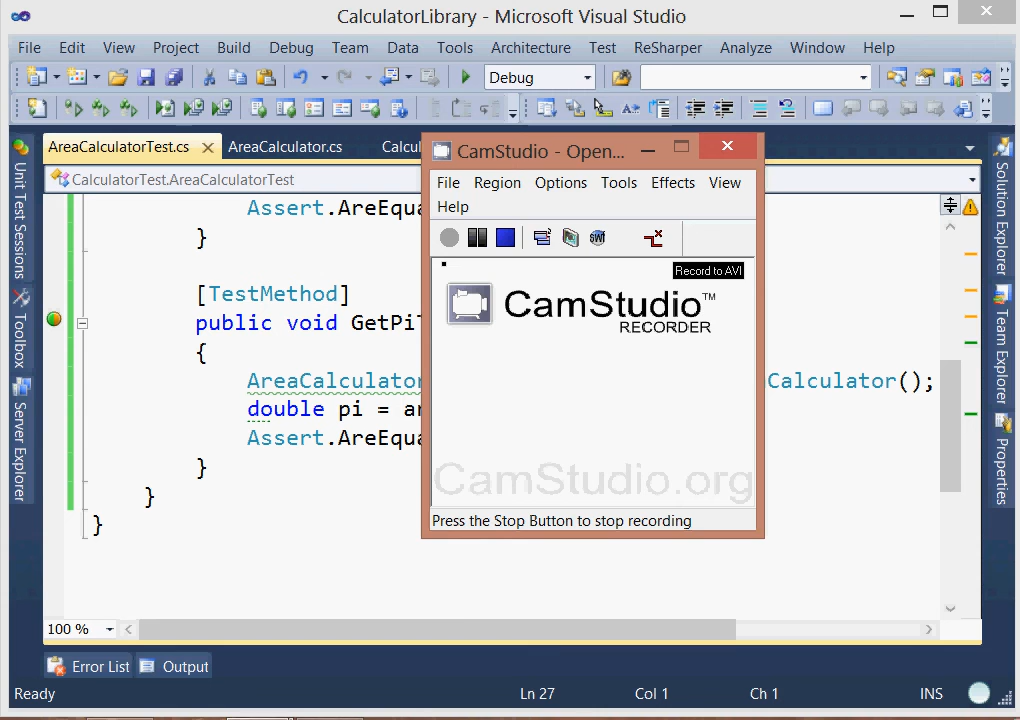 CalculatorLibrary - Microsoft Visual Studio
File Edit View Project Build Debug Team Data Tools Architecture Test ReSharper Analyze Window Help
Debug
AreaCalculatorTest.cs AreaCalculator.cs Calcul
CalculatorTest.AreaCalculatorTest
Unit Test Sessions
Toolbox
Server Explorer
Assert.AreEqua
}
[TestMethod]
public void GetPiT
{
AreaCalculator Calculator();
double pi = ar
Assert.AreEqua
}
}
}
CamStudio - Open...
File Region Options Tools Effects View
Help
Record to AVI
CamStudio™
RECORDER
CamStudio.org
Press the Stop Button to stop recording
Solution Explorer
Team Explorer
Properties
100 %
Error List Output
Ready Ln 27 Col 1 Ch 1 INS